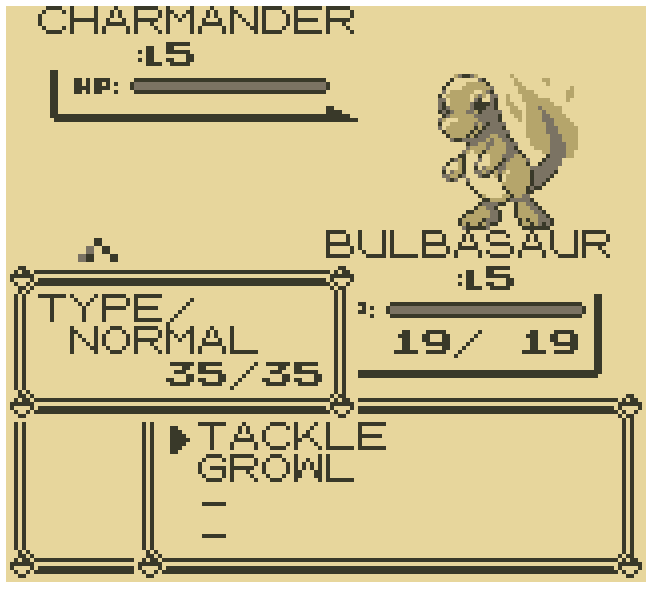 CHARMANDER
:L5
HP:
BULBASAUR
:L5
P:
19/ 19
TYPE/
NORMAL
35/35
▶TACKLE
GROWL
–
–